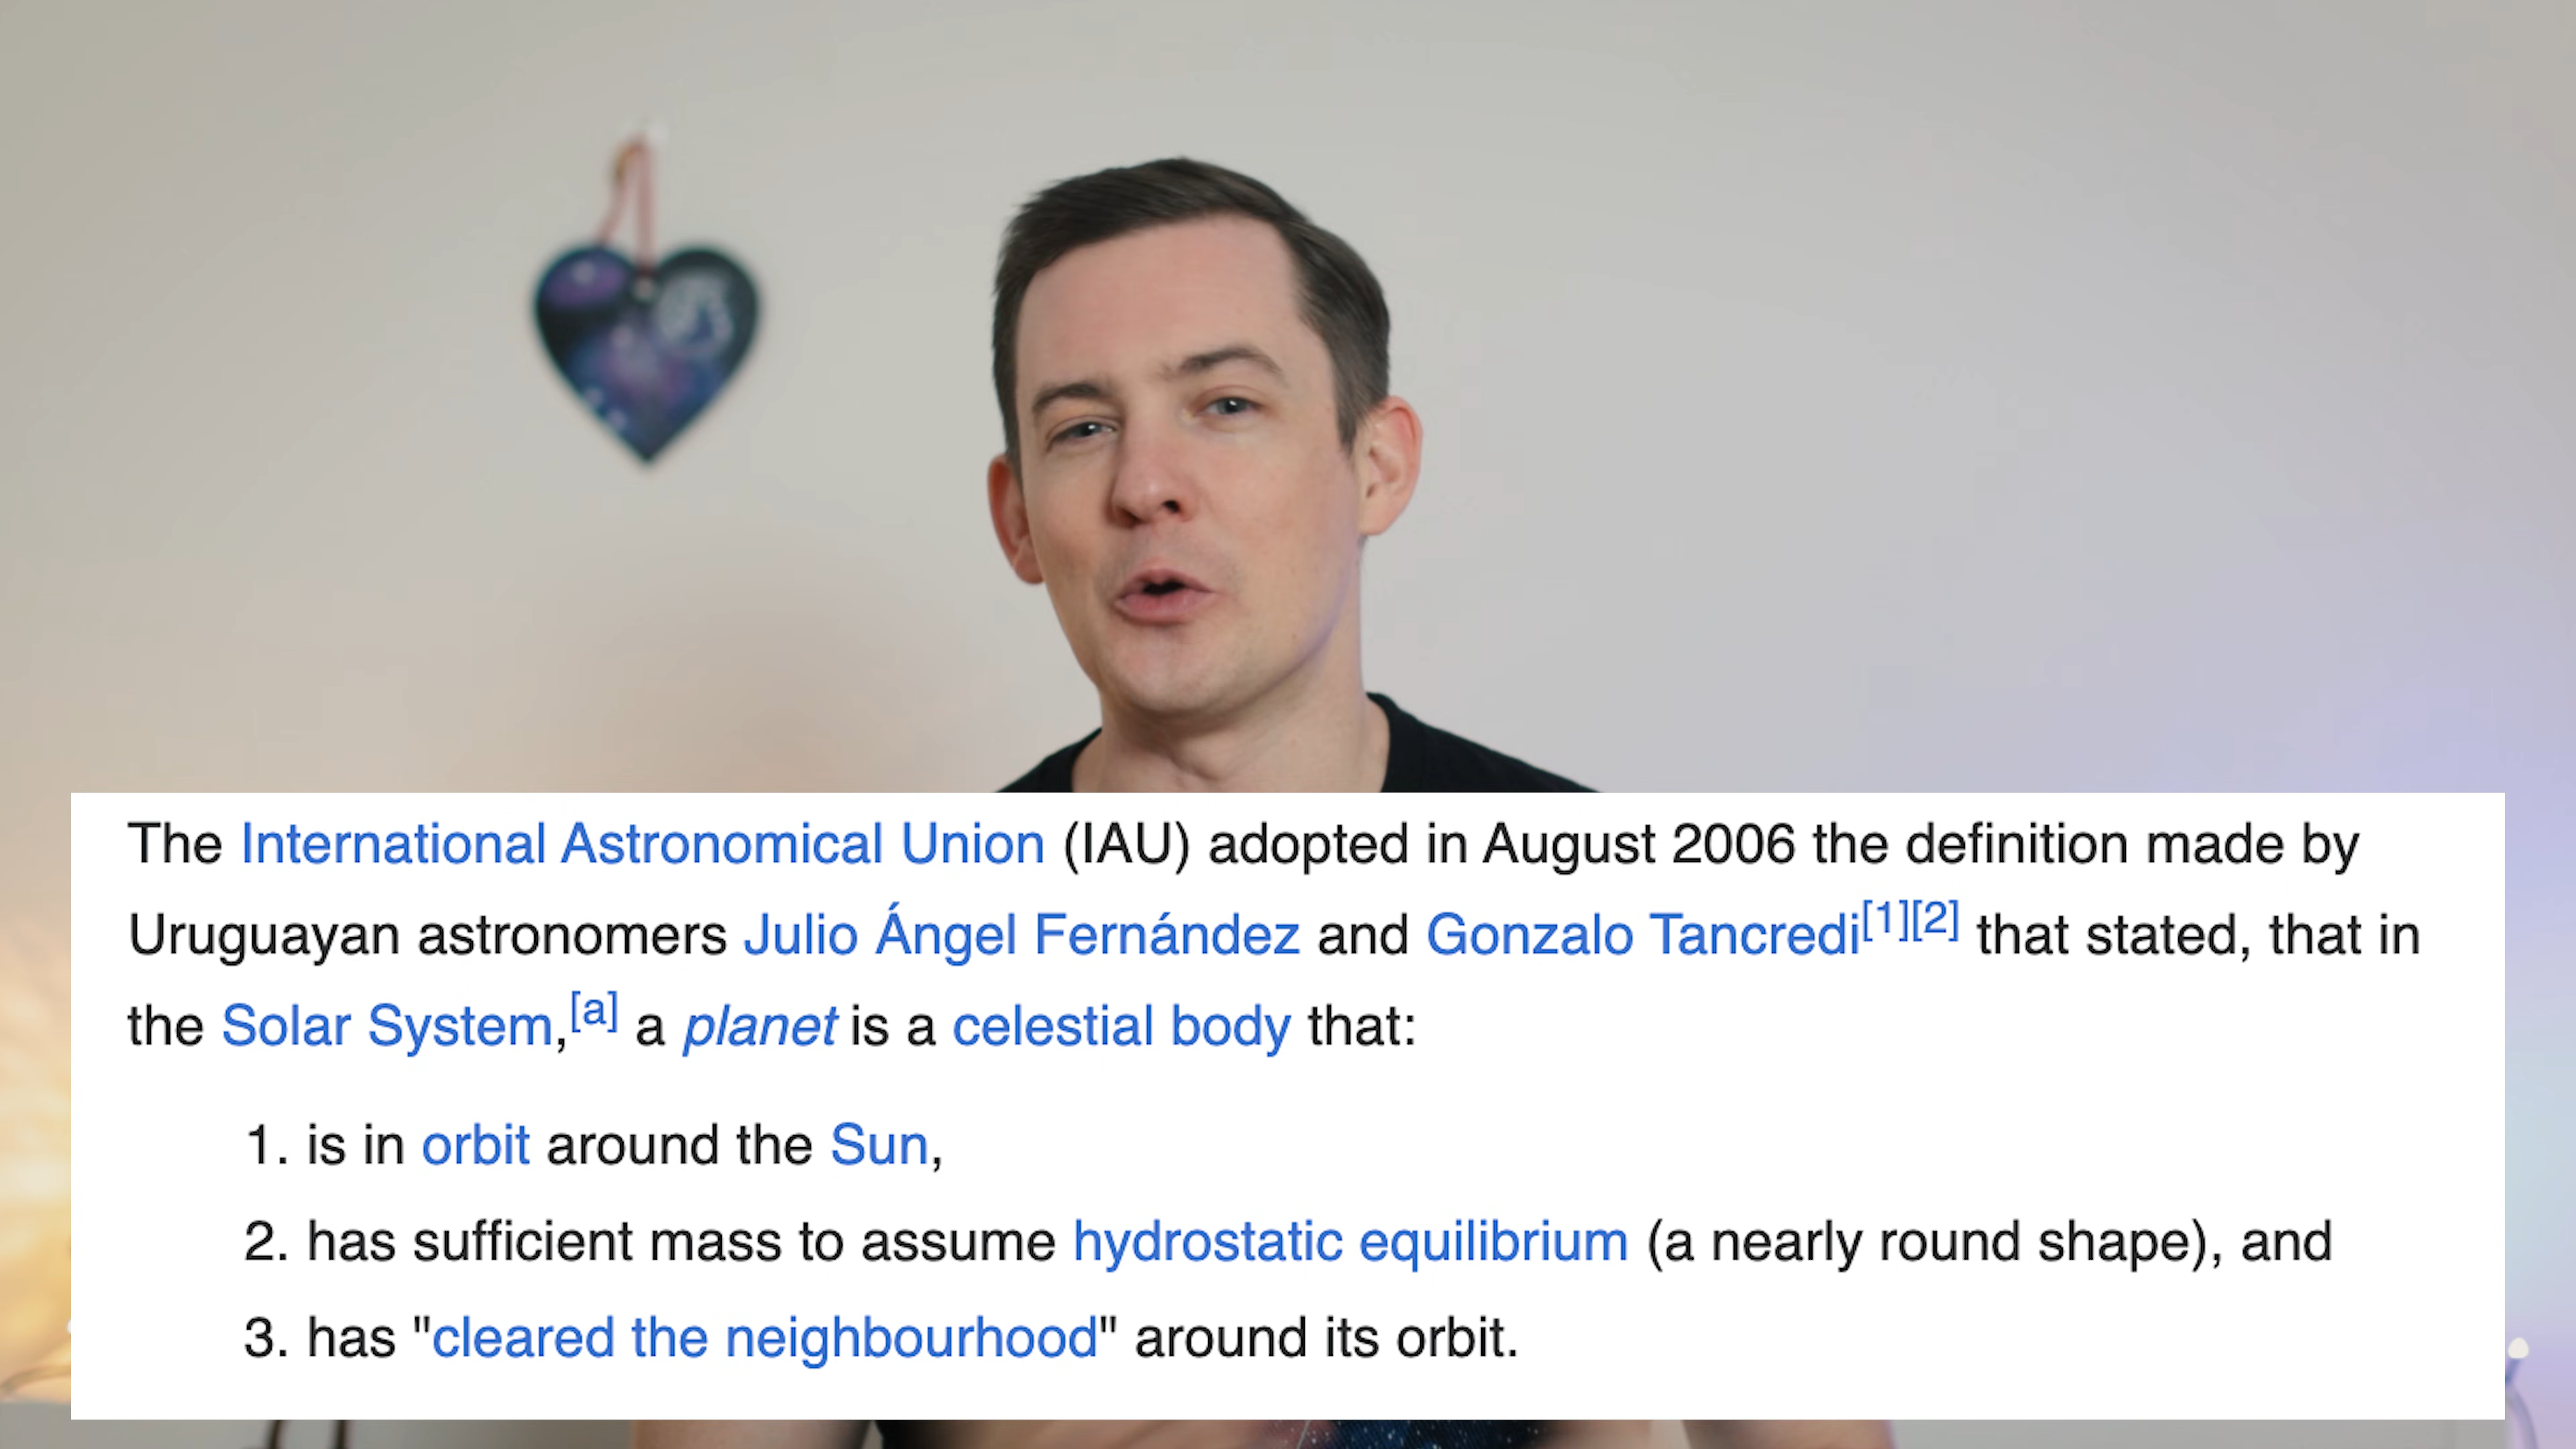 The International Astronomical Union (IAU) adopted in August 2006 the definition made by
Uruguayan astronomers Julio Ángel Fernández and Gonzalo Tancredi[1][2] that stated, that in
the Solar System,[a] a planet is a celestial body that:
1. is in orbit around the Sun,
2. has sufficient mass to assume hydrostatic equilibrium (a nearly round shape), and
3. has "cleared the neighbourhood" around its orbit.